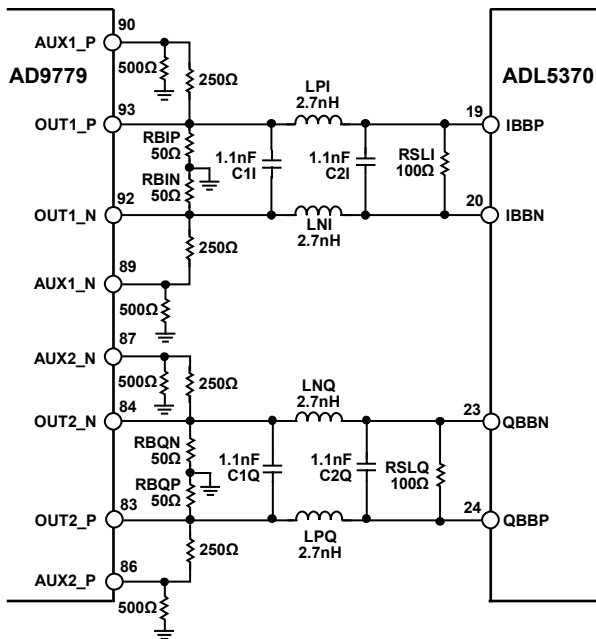 90
AUX1_P
AD9779
ADL5370
500Ω
250Ω
LPI
2.7nH
93
19
OUT1_P
IBBP
RBIP
50Ω
1.1nF
C1I
1.1nF
C2I
RSLI
100Ω
RBIN
50Ω
92
20
OUT1_N
IBBN
LNI
2.7nH
250Ω
89
AUX1_N
500Ω
87
AUX2_N
500Ω
250Ω
LNQ
2.7nH
84
23
OUT2_N
QBBN
RBQN
50Ω
1.1nF
C1Q
1.1nF
C2Q
RSLQ
100Ω
RBQP
50Ω
83
24
OUT2_P
QBBP
LPQ
2.7nH
250Ω
86
AUX2_P
500Ω